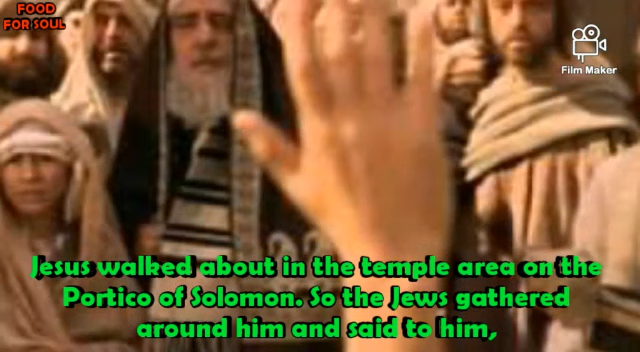 FOOD
FOR SOUL
Film Maker
Jesus walked about in the temple area on the
Portico of Solomon. So the Jews gathered
around him and said to him,